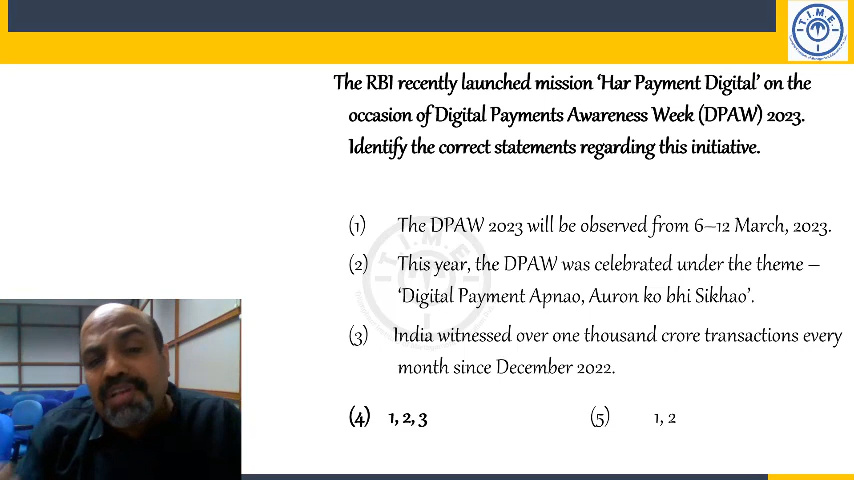 T.I.M.E.
The RBI recently launched mission ‘Har Payment Digital’ on the
occasion of Digital Payments Awareness Week (DPAW) 2023.
Identify the correct statements regarding this initiative.
(1) The DPAW 2023 will be observed from 6–12 March, 2023.
(2) This year, the DPAW was celebrated under the theme –
‘Digital Payment Apnao, Auron ko bhi Sikhao’.
(3) India witnessed over one thousand crore transactions every
month since December 2022.
(4) 1, 2, 3 (5) 1, 2